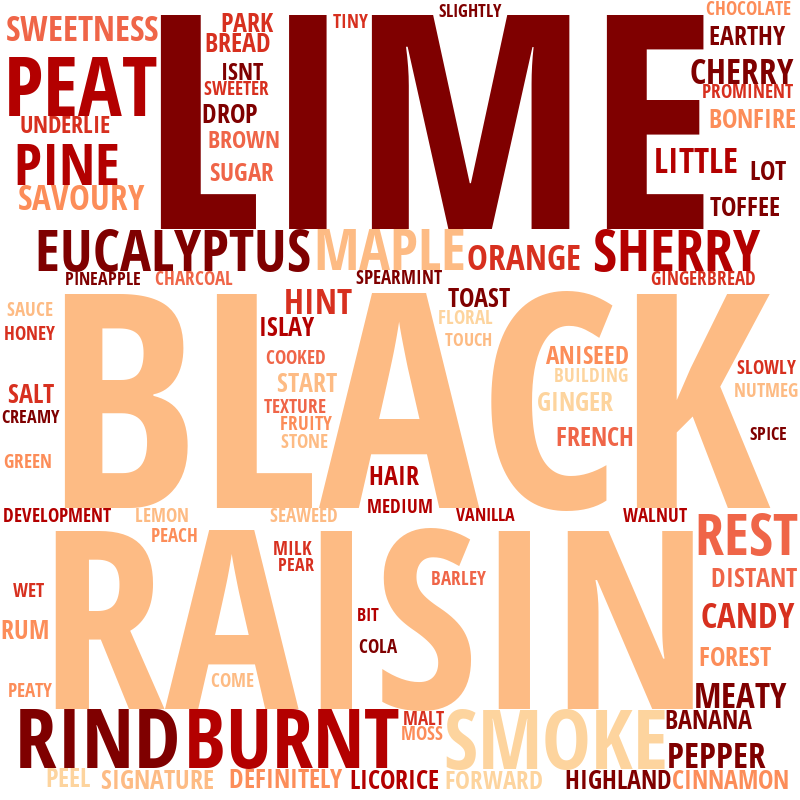 SLIGHTLY
CHOCOLATE
SWEETNESS
PARK
TINY
LIME
EARTHY
BREAD
PEAT
ISNT
CHERRY
SWEETER
PROMINENT
DROP
BONFIRE
UNDERLIE
BROWN
PINE
SUGAR
LITTLE
LOT
SAVOURY
TOFFEE
EUCALYPTUS
MAPLE
ORANGE
SHERRY
PINEAPPLE
CHARCOAL
SPEARMINT
GINGERBREAD
SAUCE
HINT
TOAST
BLACK
HONEY
ISLAY
FLORAL
TOUCH
COOKED
ANISEED
SLOWLY
START
BUILDING
SALT
NUTMEG
CREAMY
TEXTURE
GINGER
FRUITY
STONE
FRENCH
SPICE
GREEN
HAIR
MEDIUM
DEVELOPMENT
LEMON
SEAWEED
VANILLA
WALNUT
REST
PEACH
MILK
PEAR
RAISIN
BARLEY
DISTANT
WET
BIT
CANDY
RUM
COLA
FOREST
PEATY
COME
MEATY
RIND
BURNT
MALT
MOSS
SMOKE
BANANA
PEPPER
PEEL
SIGNATURE
DEFINITELY
LICORICE
FORWARD
HIGHLAND
CINNAMON